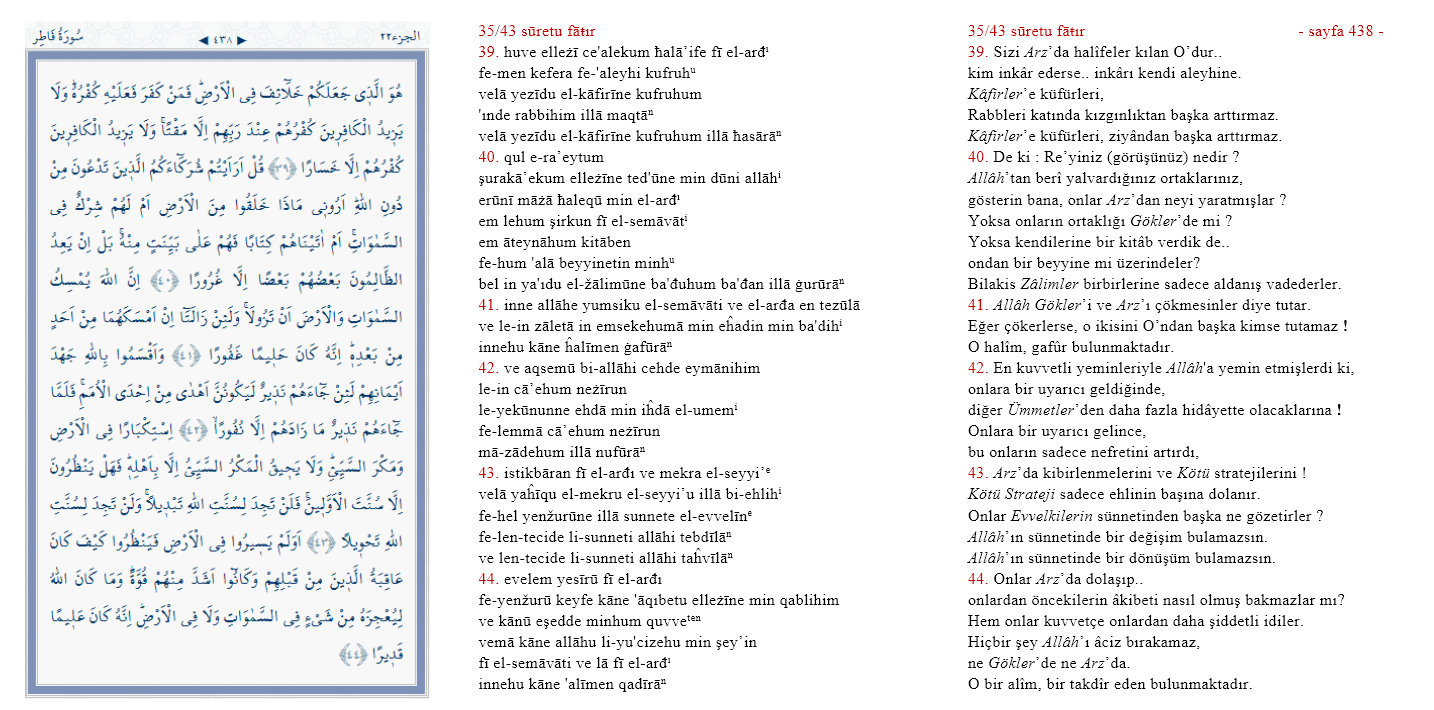 الجزء٢٢
◄ ٤٣٨ ►
سُورَةُ فَاطِرٍ
هُوَ الَّذ۪ي جَعَلَكُمْ خَلَٓائِفَ فِي الْاَرْضِۜ فَمَنْ كَفَرَ فَعَلَيْهِ كُفْرُهُۜ وَلَا
يَز۪يدُ الْكَافِر۪ينَ كُفْرُهُمْ عِنْدَ رَبِّهِمْ اِلَّا مَقْتًاۚ وَلَا يَز۪يدُ الْكَافِر۪ينَ
كُفْرُهُمْ اِلَّا خَسَارًا ﴿٣٩﴾ قُلْ اَرَاَيْتُمْ شُرَكَٓاءَكُمُ الَّذ۪ينَ تَدْعُونَ مِنْ
دُونِ اللّٰهِۜ اَرُون۪ي مَاذَا خَلَقُوا مِنَ الْاَرْضِ اَمْ لَهُمْ شِرْكٌ فِي
السَّمٰوَاتِۚ اَمْ اٰتَيْنَاهُمْ كِتَابًا فَهُمْ عَلٰى بَيِّنَتٍ مِنْهُۚ بَلْ اِنْ يَعِدُ
الظَّالِمُونَ بَعْضُهُمْ بَعْضًا اِلَّا غُرُورًا ﴿٤٠﴾ اِنَّ اللّٰهَ يُمْسِكُ
السَّمٰوَاتِ وَالْاَرْضَ اَنْ تَزُولَاۚ وَلَئِنْ زَالَتَٓا اِنْ اَمْسَكَهُمَا مِنْ اَحَدٍ
مِنْ بَعْدِه۪ۜ اِنَّهُ كَانَ حَل۪يمًا غَفُورًا ﴿٤١﴾ وَاَقْسَمُوا بِاللّٰهِ جَهْدَ
اَيْمَانِهِمْ لَئِنْ جَٓاءَهُمْ نَذ۪يرٌ لَيَكُونُنَّ اَهْدٰى مِنْ اِحْدَى الْاُمَمِۚ فَلَمَّا
جَٓاءَهُمْ نَذ۪يرٌ مَا زَادَهُمْ اِلَّا نُفُورًاۙ ﴿٤٢﴾ اِسْتِكْبَارًا فِي الْاَرْضِ
وَمَكْرَ السَّيِّئِۜ وَلَا يَح۪يقُ الْمَكْرُ السَّيِّئُ اِلَّا بِاَهْلِه۪ۜ فَهَلْ يَنْظُرُونَ
اِلَّا سُنَّتَ الْاَوَّل۪ينَۚ فَلَنْ تَجِدَ لِسُنَّتِ اللّٰهِ تَبْد۪يلًاۚ وَلَنْ تَجِدَ لِسُنَّتِ
اللّٰهِ تَحْو۪يلًا ﴿٤٣﴾ اَوَلَمْ يَس۪يرُوا فِي الْاَرْضِ فَيَنْظُرُوا كَيْفَ كَانَ
عَاقِبَةُ الَّذ۪ينَ مِنْ قَبْلِهِمْ وَكَانُٓوا اَشَدَّ مِنْهُمْ قُوَّةًۜ وَمَا كَانَ اللّٰهُ
لِيُعْجِزَهُ مِنْ شَيْءٍ فِي السَّمٰوَاتِ وَلَا فِي الْاَرْضِۜ اِنَّهُ كَانَ عَل۪يمًا
قَد۪يرًا ﴿٤٤﴾
35/43 sūretu fāŧır
39. huve elleżī ce'alekum ħalā’ife fī el-arđⁱ
fe-men kefera fe-'aleyhi kufruhᵘ
velā yezīdu el-kāfirīne kufruhum
'ınde rabbihim illā maqtāⁿ
velā yezīdu el-kāfirīne kufruhum illā ħasārāⁿ
40. qul e-ra’eytum
şurakā’ekum elleżīne ted'ūne min dūni allāhⁱ
erūnī māżā ħaleqū min el-arđⁱ
em lehum şirkun fī el-semāvātⁱ
em āteynāhum kitāben
fe-hum 'alā beyyinetin minhᵘ
bel in ya'ıdu el-žālimūne ba'đuhum ba'đan illā ġurūrāⁿ
41. inne allāhe yumsiku el-semāvāti ve el-arđa en tezūlā
ve le-in zāletā in emsekehumā min eĥadin min ba'dihⁱ
innehu kāne ĥalīmen ġafūrāⁿ
42. ve aqsemū bi-allāhi cehde eymānihim
le-in cā’ehum neżīrun
le-yekūnunne ehdā min iĥdā el-umemⁱ
fe-lemmā cā’ehum neżīrun
mā-zādehum illā nufūrāⁿ
43. istikbāran fī el-arđı ve mekra el-seyyi’ᵉ
velā yaĥīqu el-mekru el-seyyi’u illā bi-ehlihⁱ
fe-hel yenžurūne illā sunnete el-evvelīnᵉ
fe-len-tecide li-sunneti allāhi tebdīlāⁿ
ve len-tecide li-sunneti allāhi taĥvīlāⁿ
44. evelem yesīrū fī el-arđı
fe-yenžurū keyfe kāne 'āqıbetu elleżīne min qablihim
ve kānū eşedde minhum quvveᵗᵉⁿ
vemā kāne allāhu li-yu'cizehu min şey’in
fī el-semāvāti ve lā fī el-arđⁱ
innehu kāne 'alīmen qadīrāⁿ
35/43 sūretu fāŧır - sayfa 438 -
39. Sizi Arz’da halîfeler kılan O’dur..
kim inkâr ederse.. inkârı kendi aleyhine.
Kâfirler’e küfürleri,
Rabbleri katında kızgınlıktan başka arttırmaz.
Kâfirler’e küfürleri, ziyândan başka arttırmaz.
40. De ki : Re’yiniz (görüşünüz) nedir ?
Allâh’tan berî yalvardığınız ortaklarınız,
gösterin bana, onlar Arz’dan neyi yaratmışlar ?
Yoksa onların ortaklığı Gökler’de mi ?
Yoksa kendilerine bir kitâb verdik de..
ondan bir beyyine mi üzerindeler?
Bilakis Zâlimler birbirlerine sadece aldanış vadederler.
41. Allâh Gökler’i ve Arz’ı çökmesinler diye tutar.
Eğer çökerlerse, o ikisini O’ndan başka kimse tutamaz !
O halîm, gafûr bulunmaktadır.
42. En kuvvetli yeminleriyle Allâh'a yemin etmişlerdi ki,
onlara bir uyarıcı geldiğinde,
diğer Ümmetler’den daha fazla hidâyette olacaklarına !
Onlara bir uyarıcı gelince,
bu onların sadece nefretini artırdı,
43. Arz’da kibirlenmelerini ve Kötü stratejilerini !
Kötü Strateji sadece ehlinin başına dolanır.
Onlar Evvelkilerin sünnetinden başka ne gözetirler ?
Allâh’ın sünnetinde bir değişim bulamazsın.
Allâh’ın sünnetinde bir dönüşüm bulamazsın.
44. Onlar Arz’da dolaşıp..
onlardan öncekilerin âkibeti nasıl olmuş bakmazlar mı?
Hem onlar kuvvetçe onlardan daha şiddetli idiler.
Hiçbir şey Allâh’ı âciz bırakamaz,
ne Gökler’de ne Arz’da.
O bir alîm, bir takdîr eden bulunmaktadır.